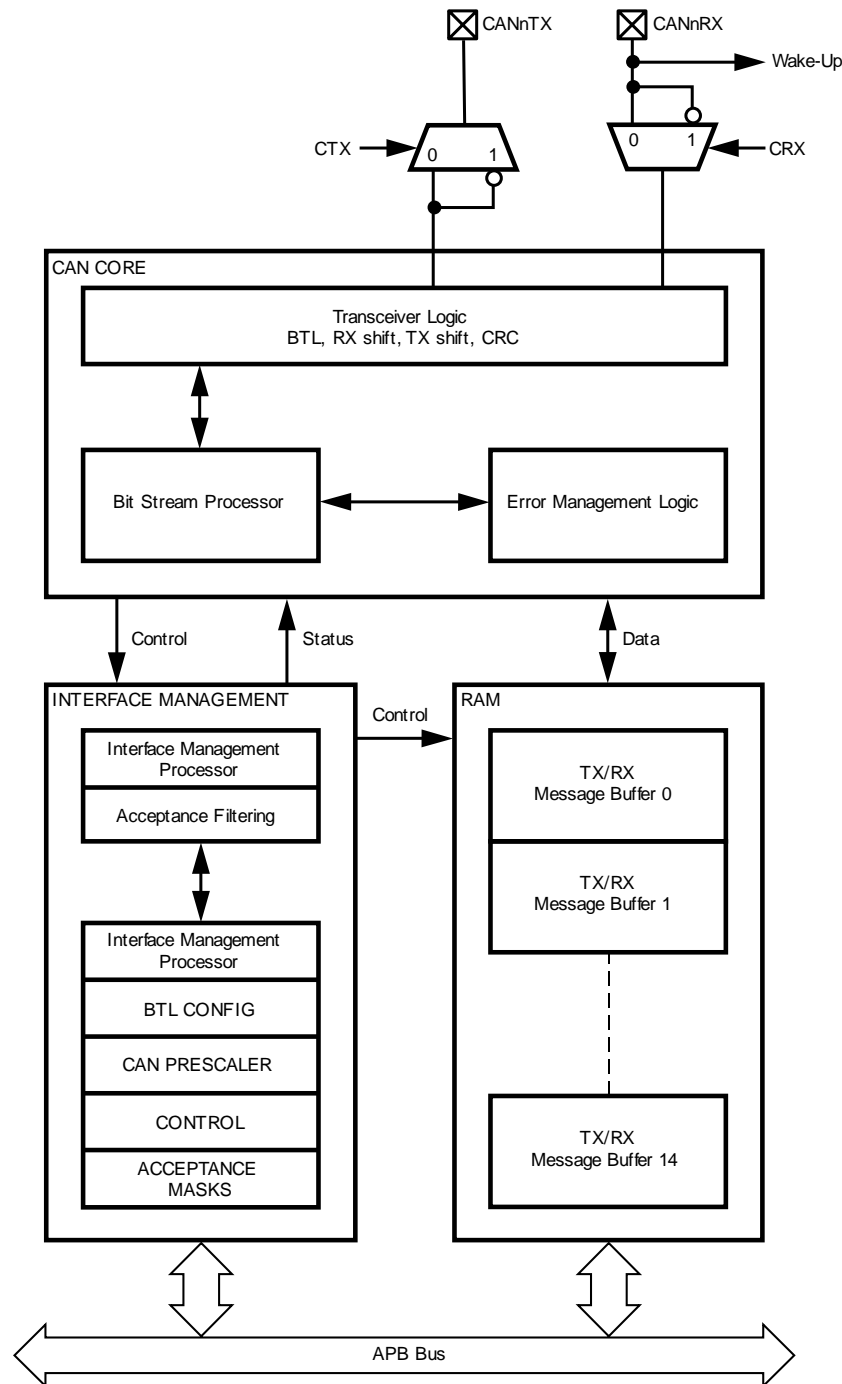 CANnTX
CANnRX
Wake-Up
CTX
0 1
0 1
CRX
CAN CORE
Transceiver Logic
BTL, RX shift, TX shift, CRC
Bit Stream Processor
Error Management Logic
Control
Status
Data
INTERFACE MANAGEMENT
Control
RAM
Interface Management
Processor
Acceptance Filtering
TX/RX
Message Buffer 0
TX/RX
Message Buffer 1
Interface Management
Processor
BTL CONFIG
CAN PRESCALER
CONTROL
ACCEPTANCE
MASKS
TX/RX
Message Buffer 14
APB Bus